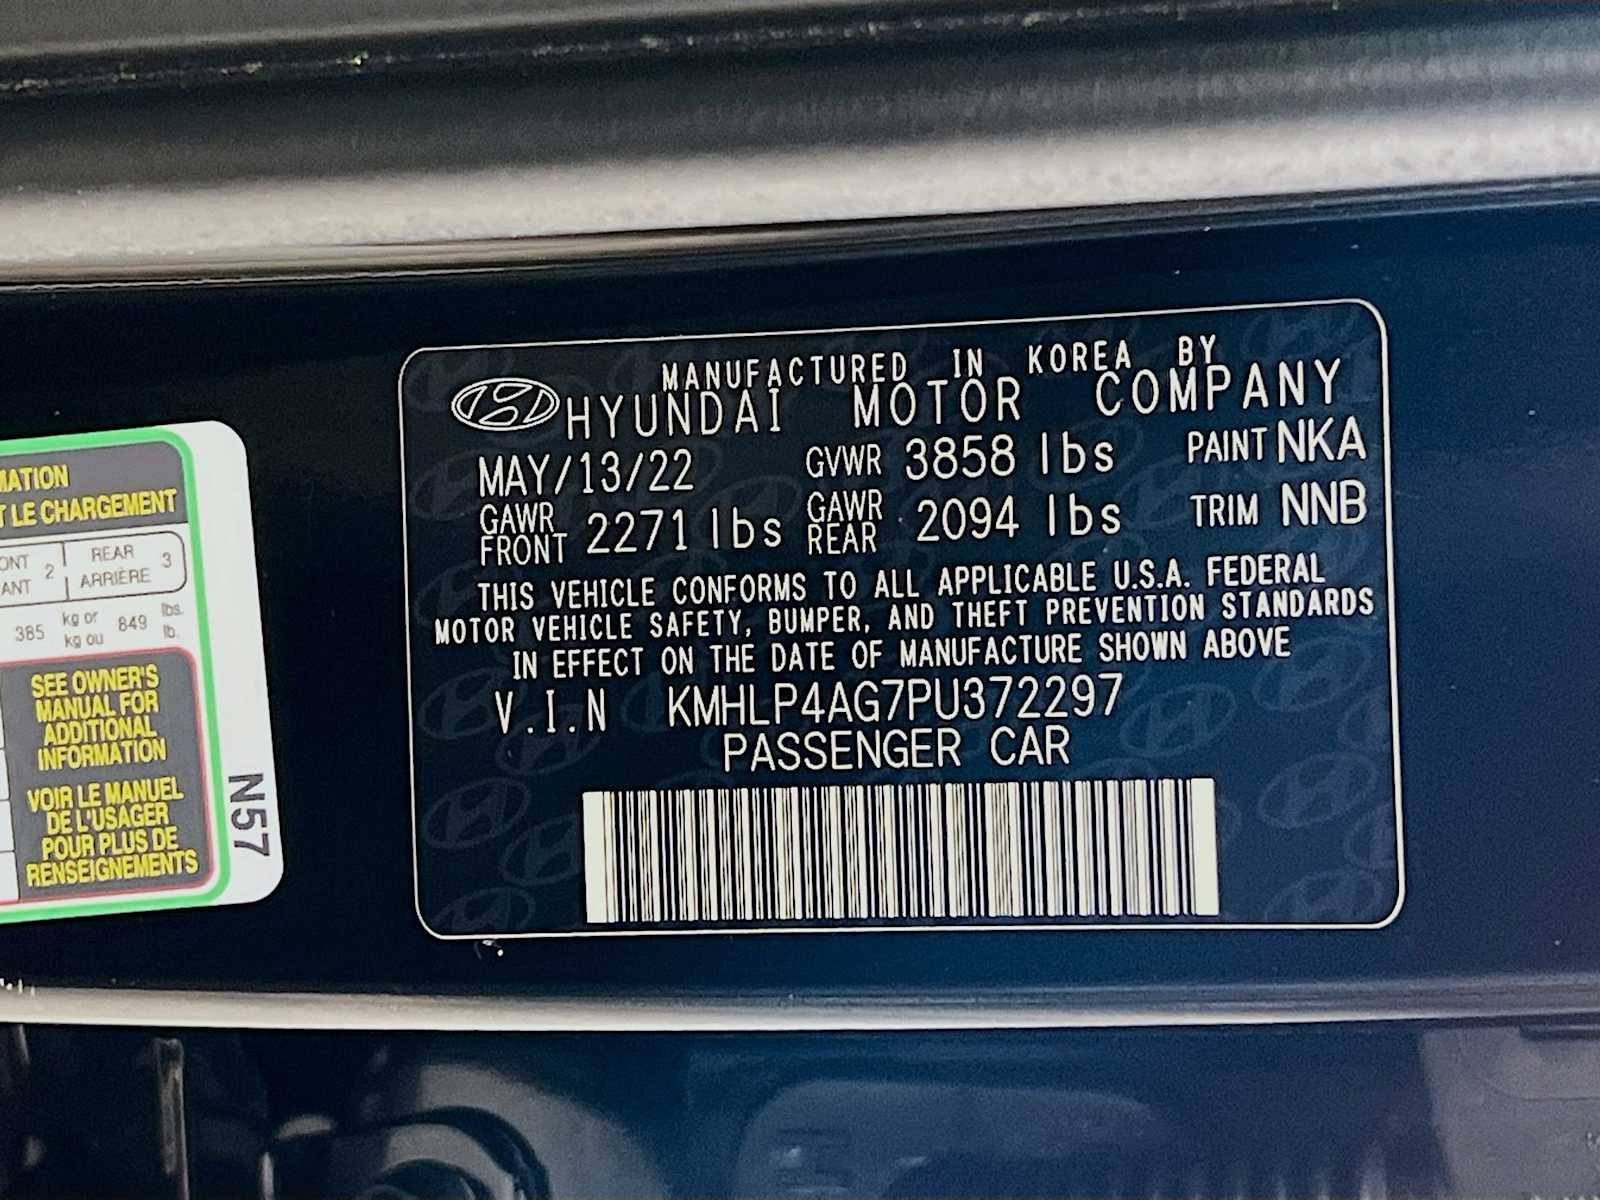 MATION
T LE CHARGEMENT
ONT 2 REAR 3
ANT ARRIÈRE
385 kg or 849 lbs.
kg ou lb.
SEE OWNER'S
MANUAL FOR
ADDITIONAL
INFORMATION
VOIR LE MANUEL
DE L'USAGER
POUR PLUS DE
RENSEIGNEMENTS
N57
MANUFACTURED IN KOREA BY
HYUNDAI MOTOR COMPANY
MAY/13/22 GVWR 3858 lbs PAINT NKA
GAWR FRONT 2271 lbs GAWR REAR 2094 lbs TRIM NNB
THIS VEHICLE CONFORMS TO ALL APPLICABLE U.S.A. FEDERAL
MOTOR VEHICLE SAFETY, BUMPER, AND THEFT PREVENTION STANDARDS
IN EFFECT ON THE DATE OF MANUFACTURE SHOWN ABOVE
V.I.N KMHLP4AG7PU372297
PASSENGER CAR